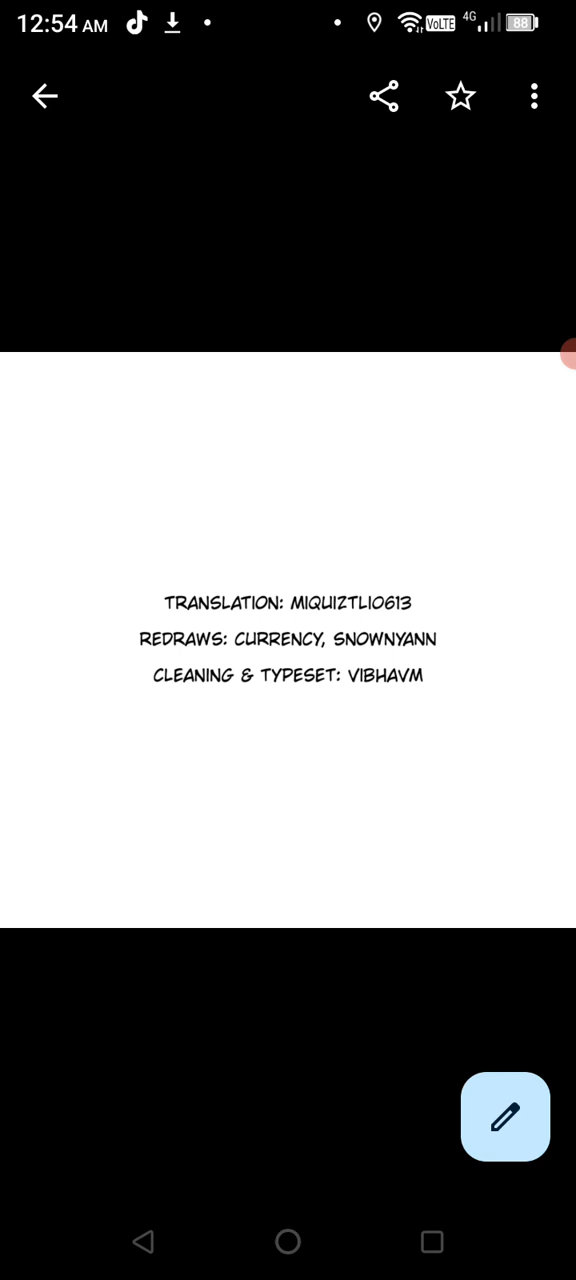 12:54 AM
VoLTE
4G
88
TRANSLATION: MIQUIZTLI0613
REDRAWS: CURRENCY, SNOWNYANN
CLEANING & TYPESET: VIBHAVM